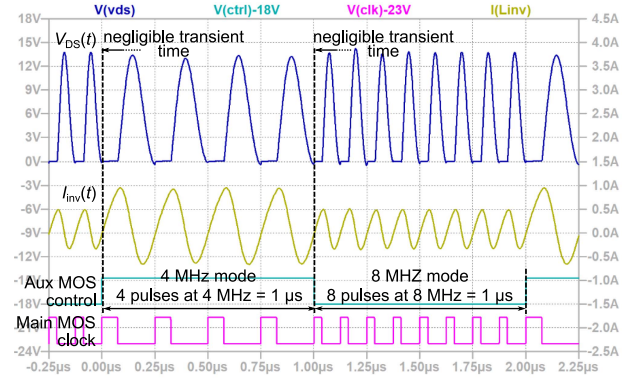 V(vds) V(ctrl)-18V V(clk)-23V I(Linv)
18V 4.5A
V_DS(t) negligible transient time negligible transient time
15V 4.0A
12V 3.5A
9V 3.0A
6V 2.5A
3V 2.0A
0V 1.5A
-3V 1.0A
I_inv(t)
-6V 0.5A
-9V 0.0A
-12V -0.5A
-15V -1.0A
Aux MOS control 4 MHz mode 8 MHZ mode
-18V 4 pulses at 4 MHz = 1 µs 8 pulses at 8 MHz = 1 µs -1.5A
Main MOS clock
-21V -2.0A
-24V -2.5A
-0.25µs 0.00µs 0.25µs 0.50µs 0.75µs 1.00µs 1.25µs 1.50µs 1.75µs 2.00µs 2.25µs